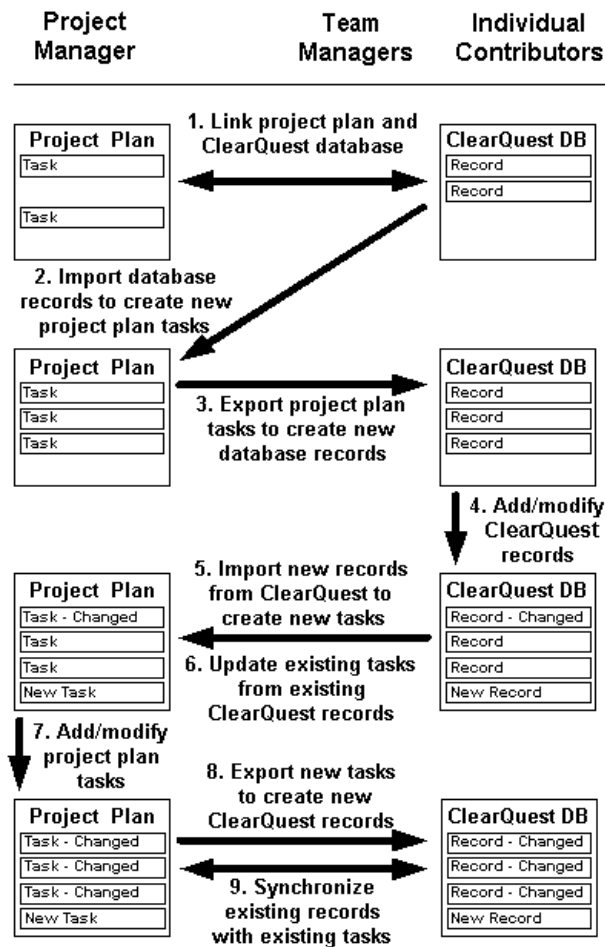 Project
Manager
Team
Managers
Individual
Contributors
Project Plan
Task
Task
1. Link project plan and
ClearQuest database
ClearQuest DB
Record
Record
2. Import database
records to create new
project plan tasks
Project Plan
Task
Task
Task
3. Export project plan
tasks to create new
database records
ClearQuest DB
Record
Record
Record
4. Add/modify
ClearQuest
records
Project Plan
Task - Changed
Task
Task
New Task
5. Import new records
from ClearQuest to
create new tasks
6. Update existing tasks
from existing
ClearQuest records
ClearQuest DB
Record - Changed
Record
Record
New Record
7. Add/modify
project plan
tasks
Project Plan
Task - Changed
Task - Changed
Task - Changed
New Task
8. Export new tasks
to create new
ClearQuest records
9. Synchronize
existing records
with existing tasks
ClearQuest DB
Record - Changed
Record - Changed
Record - Changed
New Record